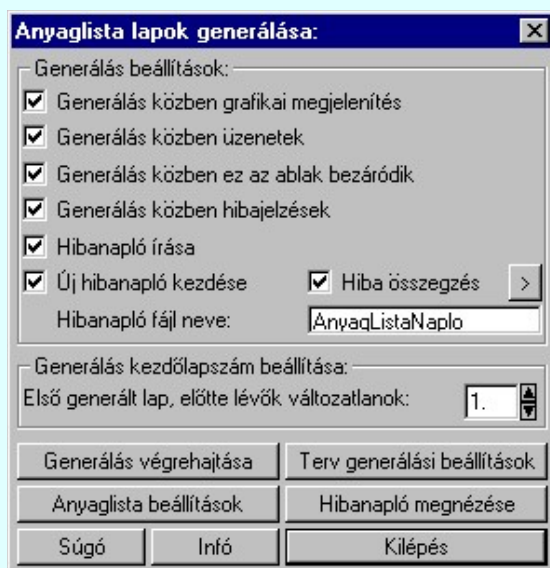 Anyaglista lapok generálása:
Generálás beállítások:
Generálás közben grafikai megjelenítés
Generálás közben üzenetek
Generálás közben ez az ablak bezáródik
Generálás közben hibajelzések
Hibanapló írása
Új hibanapló kezdése Hiba összegzés >
Hibanapló fájl neve: AnyagListaNaplo
Generálás kezdőlapszám beállítása:
Első generált lap, előtte lévők változatlanok: 1.
Generálás végrehajtása Terv generálási beállítások
Anyaglista beállítások Hibanapló megnézése
Súgó Infó Kilépés